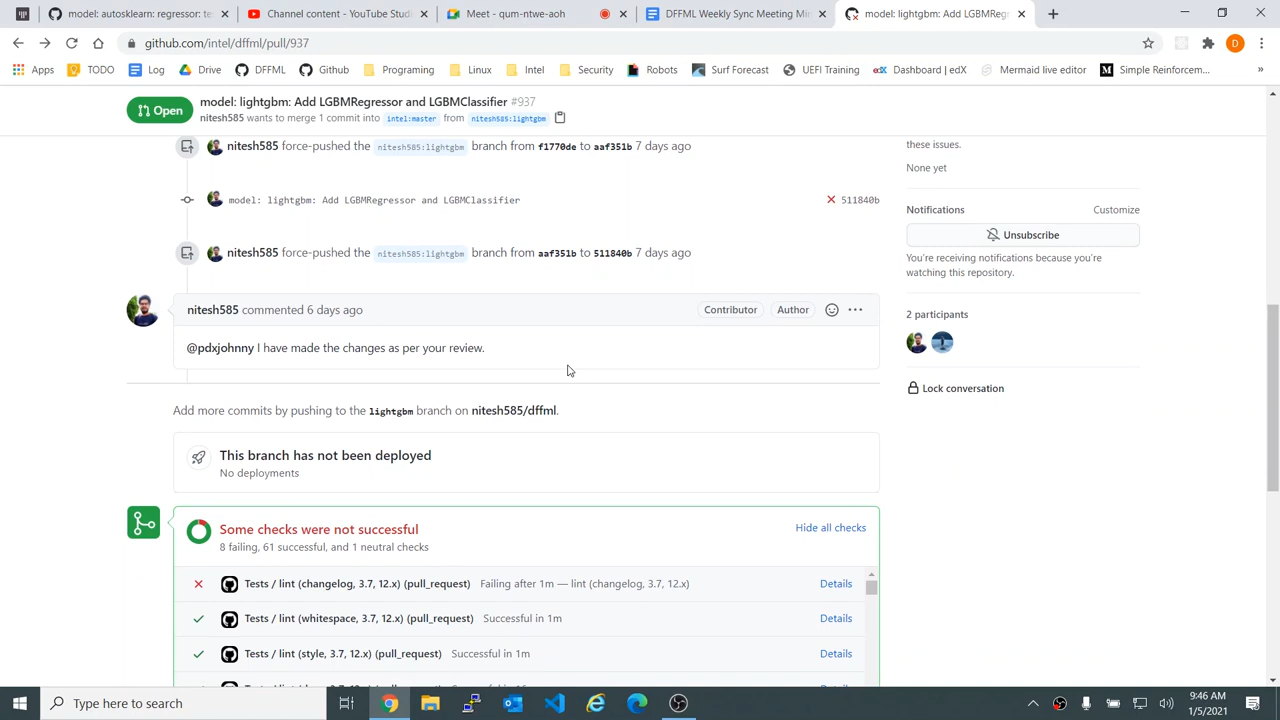 model: autosklearn: regressor: te
Channel content - YouTube Studi
Meet - qum-ntwe-aoh
DFFML Weekly Sync Meeting Min
model: lightgbm: Add LGBMRegr
github.com/intel/dffml/pull/937
D
Apps
TODO
Log
Drive
DFFML
Github
Programing
Linux
Intel
Security
Robots
Surf Forecast
UEFI Training
Dashboard | edX
Mermaid live editor
Simple Reinforcem...
»
Open
model: lightgbm: Add LGBMRegressor and LGBMClassifier #937
nitesh585 wants to merge 1 commit into intel:master from nitesh585:lightgbm
nitesh585 force-pushed the nitesh585:lightgbm branch from f1770de to aaf351b 7 days ago
model: lightgbm: Add LGBMRegressor and LGBMClassifier
511840b
nitesh585 force-pushed the nitesh585:lightgbm branch from aaf351b to 511840b 7 days ago
nitesh585 commented 6 days ago
Contributor
Author
@pdxjohnny I have made the changes as per your review.
Add more commits by pushing to the lightgbm branch on nitesh585/dffml.
This branch has not been deployed
No deployments
Some checks were not successful
Hide all checks
8 failing, 61 successful, and 1 neutral checks
Tests / lint (changelog, 3.7, 12.x) (pull_request) Failing after 1m — lint (changelog, 3.7, 12.x)
Details
Tests / lint (whitespace, 3.7, 12.x) (pull_request) Successful in 1m
Details
Tests / lint (style, 3.7, 12.x) (pull_request) Successful in 1m
Details
these issues.
None yet
Notifications
Customize
Unsubscribe
You're receiving notifications because you're
watching this repository.
2 participants
Lock conversation
Type here to search
9:46 AM
1/5/2021